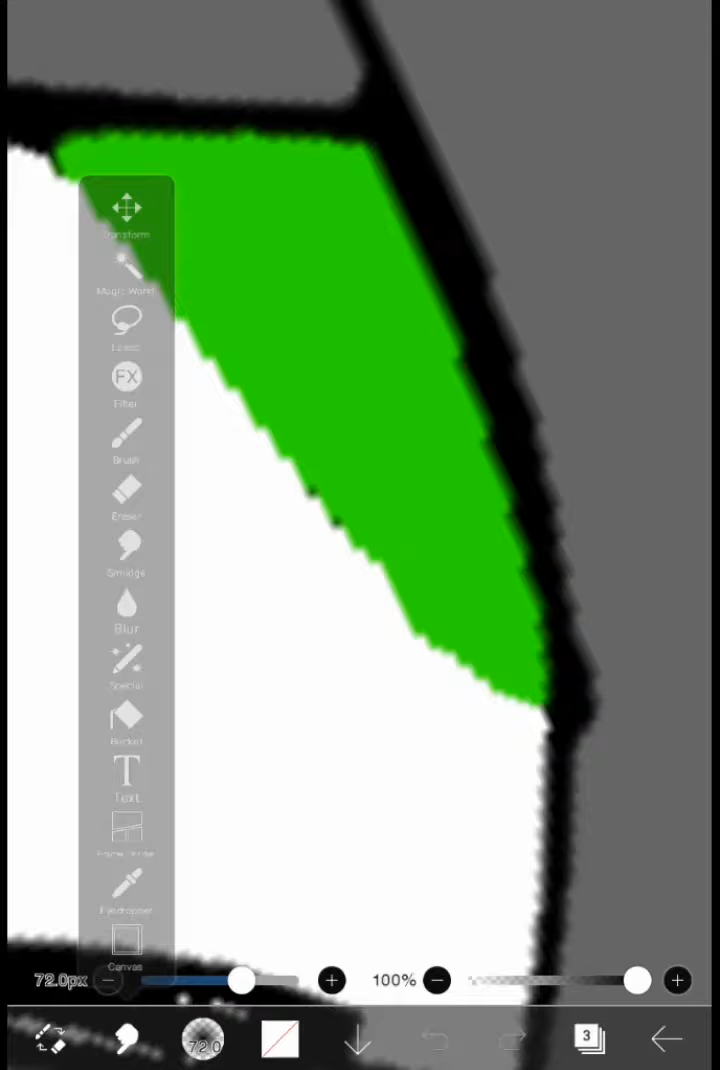 Transform
Magic Wand
Lasso
FX
Filter
Brush
Eraser
Smudge
Blur
Special
Bucket
T
Text
Frame Divider
Eyedropper
Canvas
72.0px
100%
72.0
3